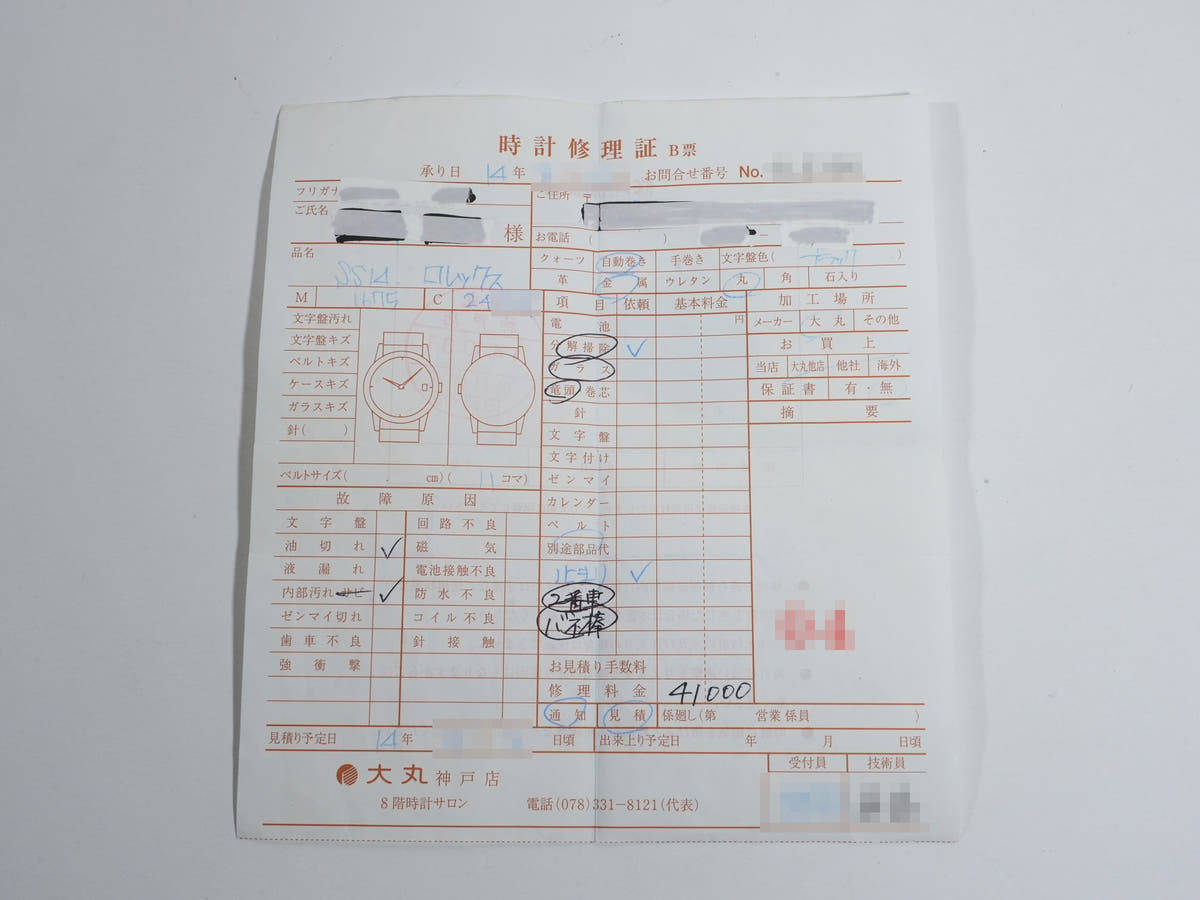 時計修理証 B票
承り日 14年 お問合せ番号 No.
フリガナ
ご氏名 様
ご住所 〒
お電話 ( ) −
品名
SS ロレックス
クォーツ 自動巻き 手巻き 文字盤色( )
革 金属 ウレタン 丸 角 石入り
M 1675 C 24
項目 依頼 基本料金 加工場所
文字盤汚れ
文字盤キズ
ベルトキズ
ケースキズ
ガラスキズ
針( )
ベルトサイズ( . cm)( 11コマ)
電池 円
分解掃除 ✓
ガラス
竜頭 巻芯
針
文字盤
文字付け
ゼンマイ
カレンダー
ベルト
別途部品代
止まり ✓
2番車
バネ棒
お見積り手数料
修理料金 41000
メーカー 大丸 その他
お買上
当店 大丸他店 他社 海外
保証書 有・無
摘要
故障原因
文字盤 回路不良
油切れ ✓ 磁気
液漏れ 電池接触不良
内部汚れ サビ ✓ 防水不良
ゼンマイ切れ コイル不良
歯車不良 針接触
強衝撃
通知 見積 係廻し(第 営業係員 )
見積り予定日 14年 日頃 出来上り予定日 年 月 日頃
受付員 技術員
大丸 神戸店
8階時計サロン 電話(078)331−8121(代表)